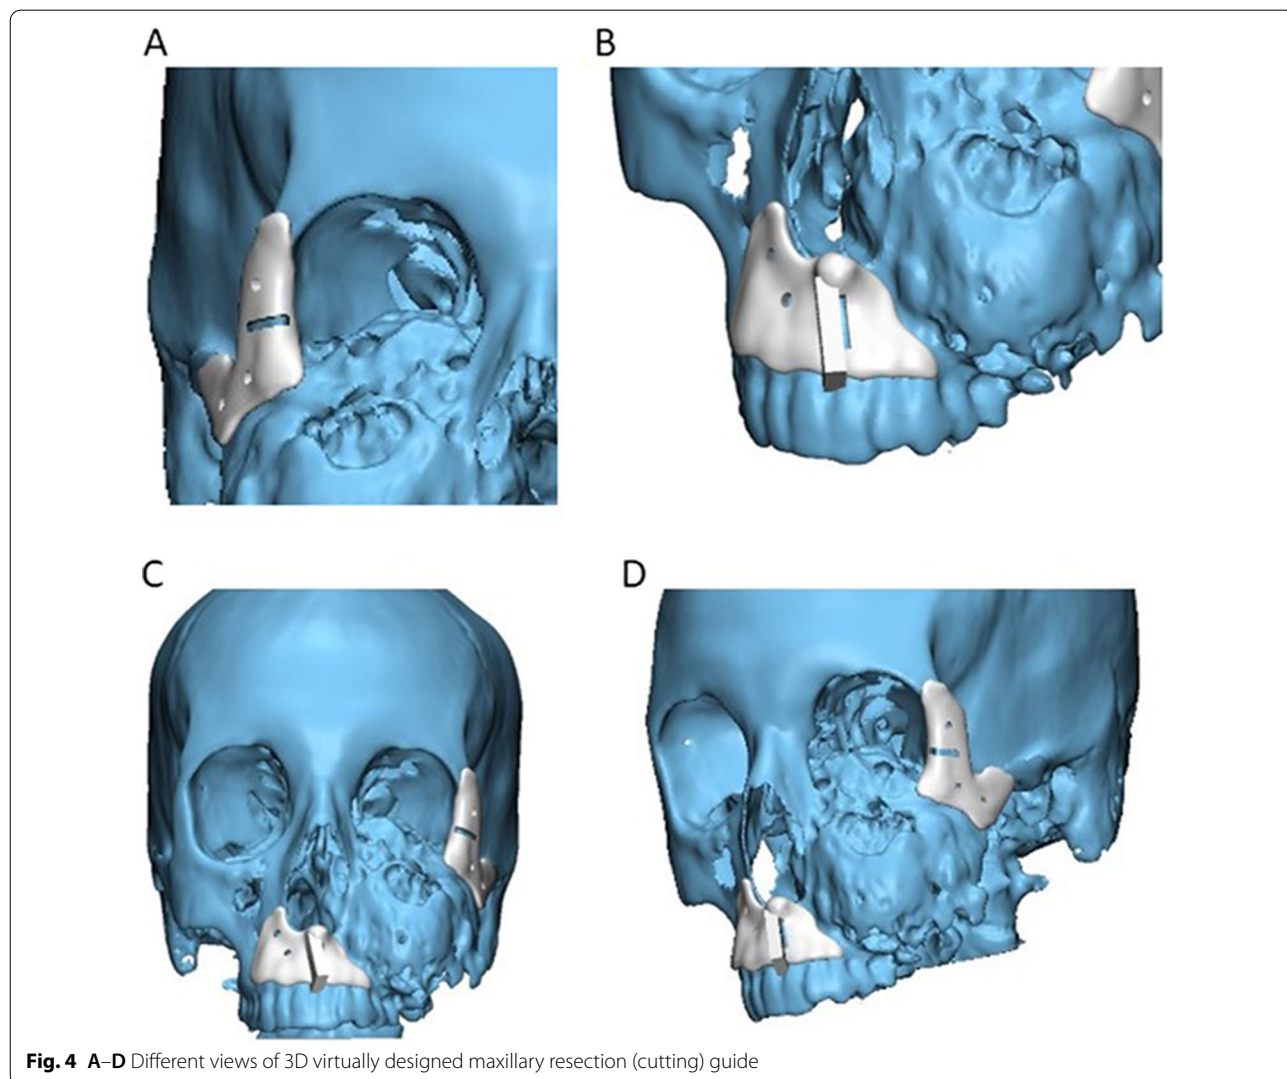 A
B
C
D
Fig. 4 A–D Different views of 3D virtually designed maxillary resection (cutting) guide